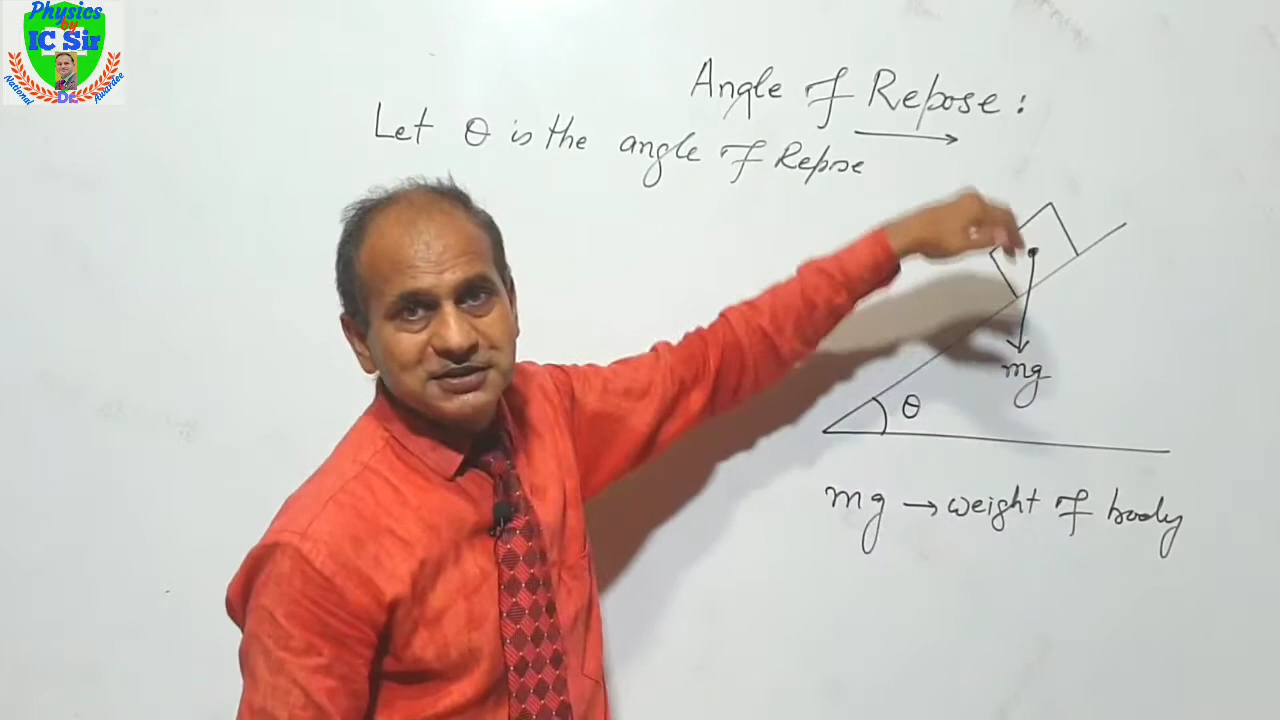 Physics
by
IC Sir
National
Awardee
Angle of Repose :
Let θ is the angle of Repose
mg
θ
mg → weight of body